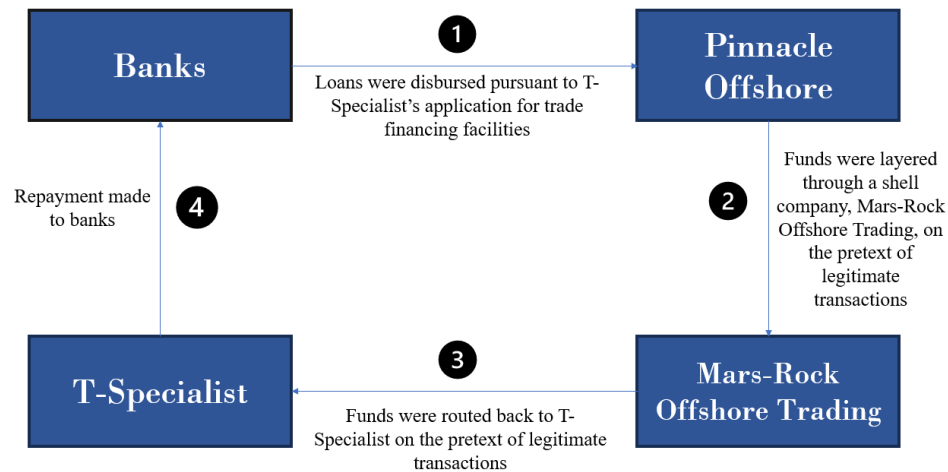 Banks
1
Loans were disbursed pursuant to T-
Specialist's application for trade
financing facilities
Pinnacle
Offshore
2
Funds were layered
through a shell
company, Mars-Rock
Offshore Trading, on
the pretext of
legitimate
transactions
Mars-Rock
Offshore Trading
3
Funds were routed back to T-
Specialist on the pretext of legitimate
transactions
T-Specialist
4
Repayment made
to banks